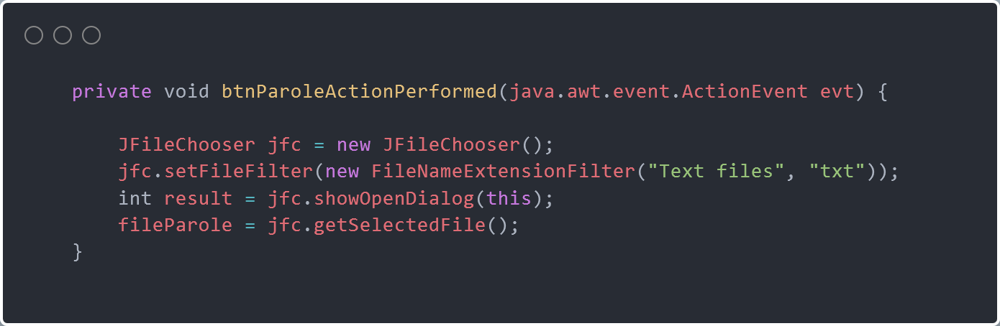 private void btnParoleActionPerformed(java.awt.event.ActionEvent evt) {
JFileChooser jfc = new JFileChooser();
jfc.setFileFilter(new FileNameExtensionFilter("Text files", "txt"));
int result = jfc.showOpenDialog(this);
fileParole = jfc.getSelectedFile();
}